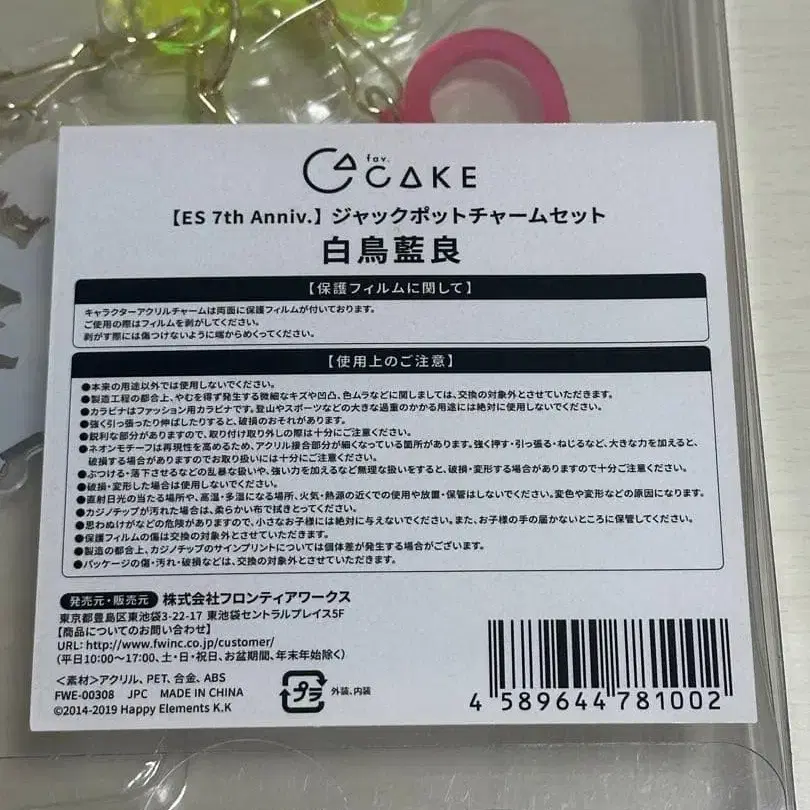 fav.
CAKE
【ES 7th Anniv.】ジャックポットチャームセット
白鳥藍良
【保護フィルムに関して】
キャラクターアクリルチャームは両面に保護フィルムが付いております。
ご使用の際はフィルムを剥がしてください。
剥がす際には傷つけないように端からめくってください。
【使用上のご注意】
●本来の用途以外では使用しないでください。
●製造工程の都合上、やむを得ず発生する微細なキズや凹凸、色ムラなどに関しましては、交換の対象外とさせていただきます。
●カラビナはファッション用カラビナです。登山やスポーツなどの大きな過重のかかる用途には絶対に使用しないでください。
●強く引っ張ったり伸ばしたりすると、破損のおそれがあります。
●鋭利な部分がありますので、取り付け取り外しの際は十分にご注意ください。
●ネオンモチーフは再現性を高めるため、アクリル接合部分が細くなっている箇所があります。強く押す・引っ張る・ねじるなど、大きな力を加えると、
破損する場合がありますのでお取り扱いには十分にご注意ください。
●ぶつける・落下させるなどの乱暴な扱いや、強い力を加えるなど無理な扱いをすると、破損・変形する場合がありますので十分ご注意ください。
●破損・変形した場合は使用しないでください。
●直射日光の当たる場所や、高温・多湿になる場所、火気・熱源の近くでの使用や放置・保管はしないでください。変色や変形などの原因になります。
●カジノチップが汚れた場合は、柔らかい布で拭きとってください。
●思わぬけがなどの危険がありますので、小さなお子様には絶対に与えないでください。また、お子様の手の届かないところに保管してください。
●保護フィルムの傷は交換の対象外とさせていただきます。
●製造の都合上、カジノチップのサインプリントについては個体差が発生する場合がございます。
●パッケージの傷・汚れ・破損などは、交換の対象外とさせていただきます。
発売元・販売元 株式会社フロンティアワークス
東京都豊島区東池袋3-22-17 東池袋セントラルプレイス5F
【商品についてのお問い合わせ】
URL: http://www.fwinc.co.jp/customer/
(平日10:00〜17:00、土・日・祝日、お盆期間、年末年始除く)
＜素材＞アクリル、PET、合金、ABS
FWE-00308 JPC MADE IN CHINA
©2014-2019 Happy Elements K.K
プラ 外装、内装
4 589644 781002